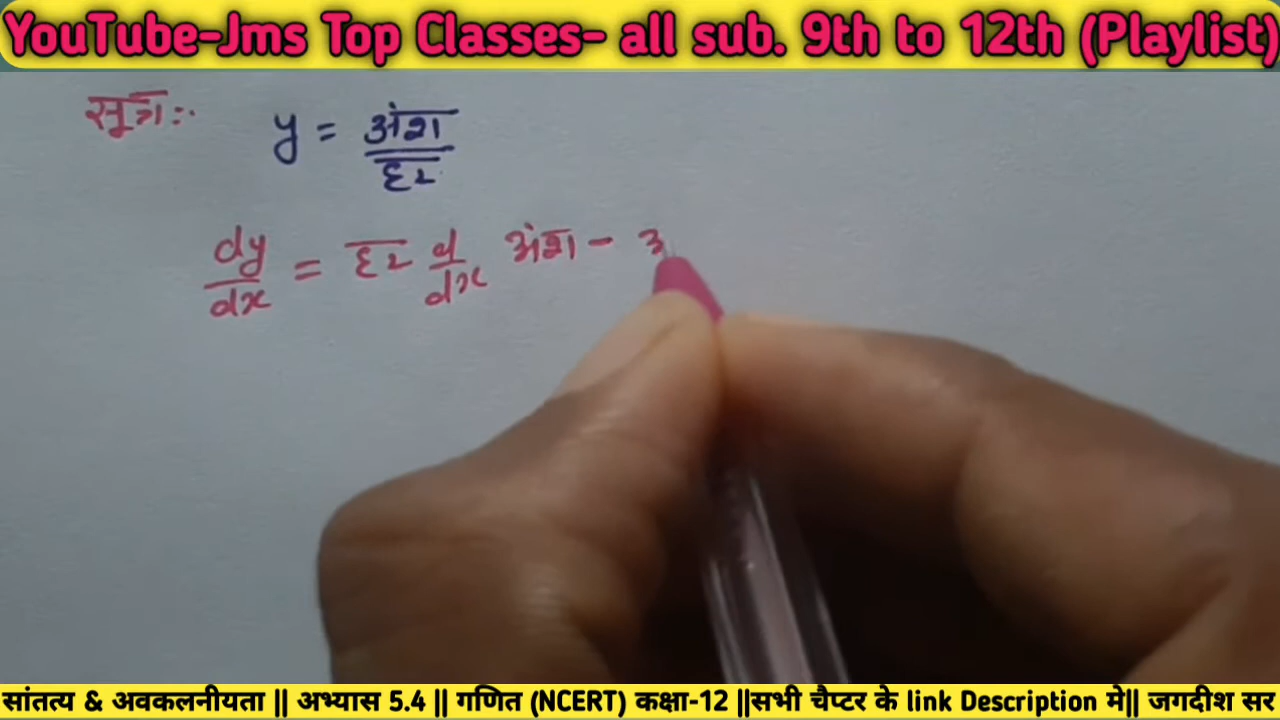 YouTube-Jms Top Classes- all sub. 9th to 12th (Playlist)
सूत्र:-
y = अंश
हर
dy/dx = हर d/dx अंश - अ
सांतत्य & अवकलनीयता || अभ्यास 5.4 || गणित (NCERT) कक्षा-12 ||सभी चैप्टर के link Description मे|| जगदीश सर